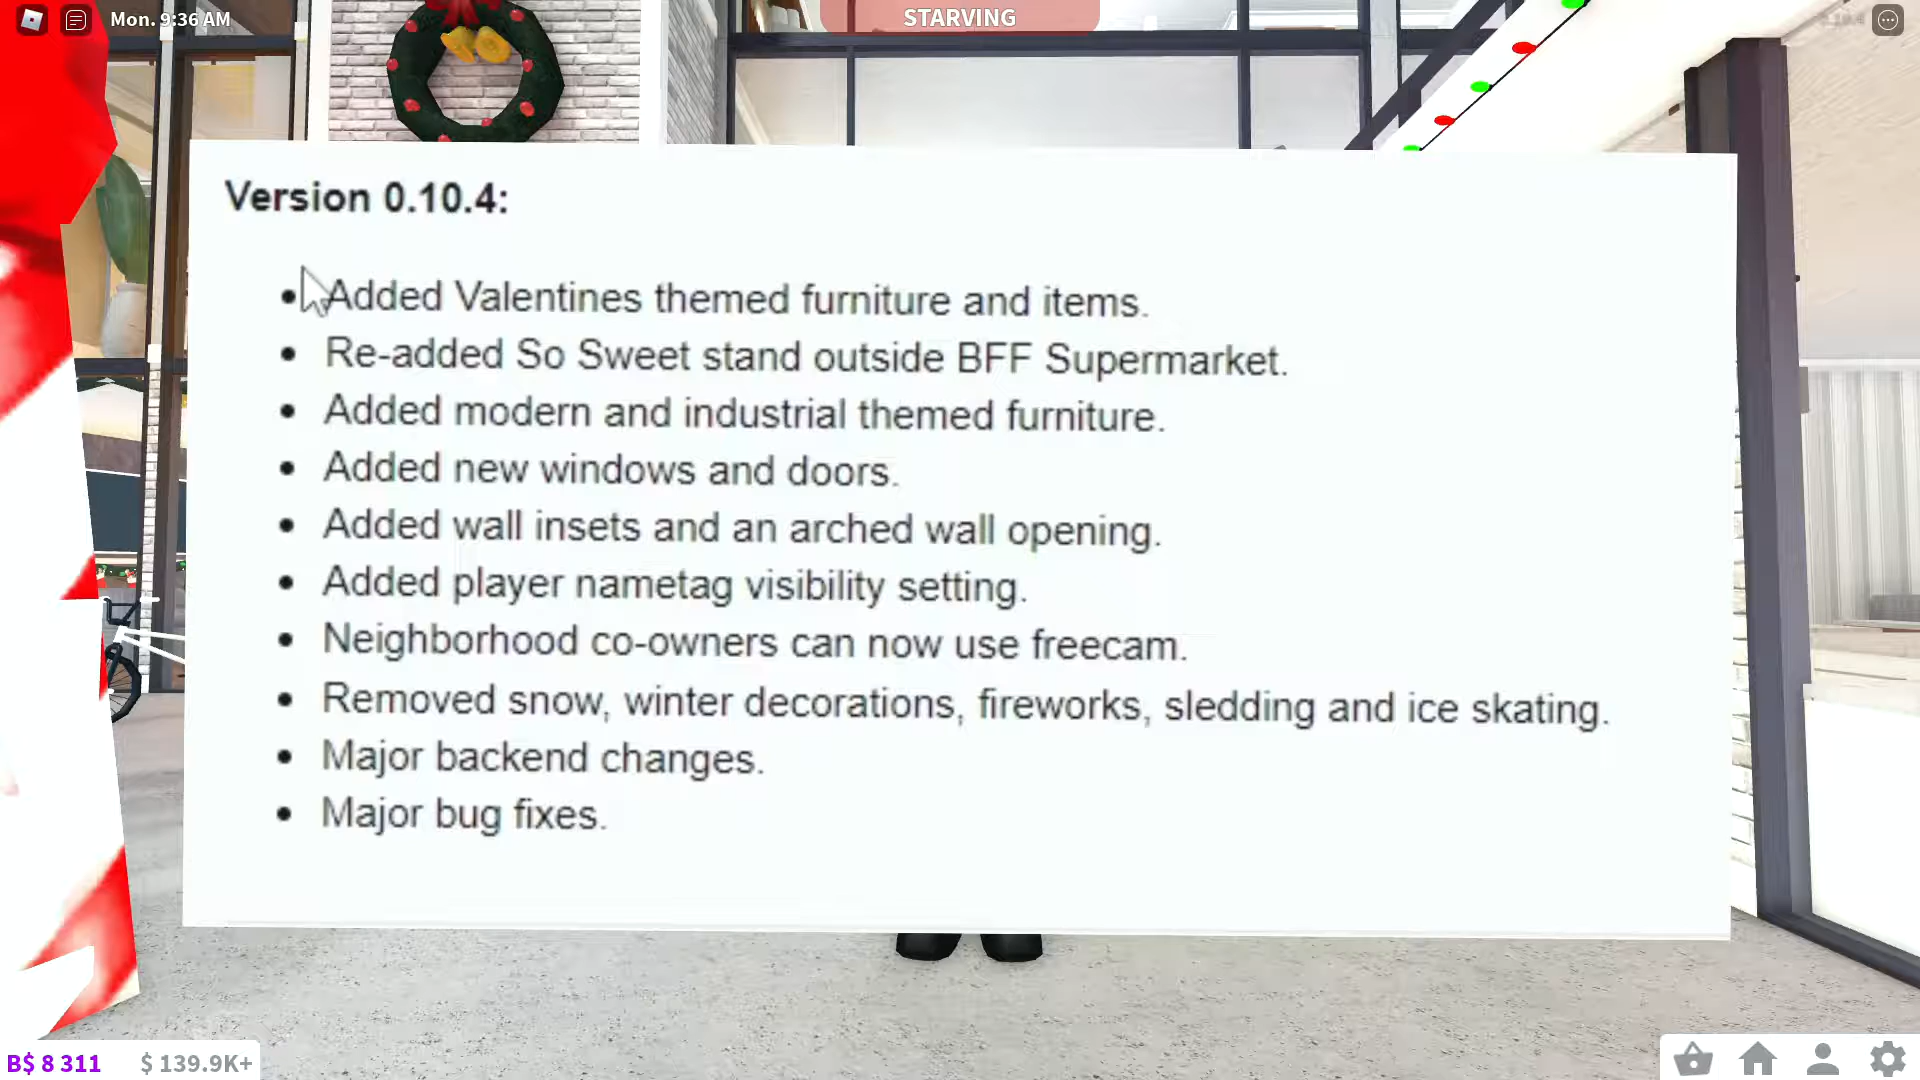 Mon. 9:36 AM
STARVING
Version 0.10.4:
• Added Valentines themed furniture and items.
• Re-added So Sweet stand outside BFF Supermarket.
• Added modern and industrial themed furniture.
• Added new windows and doors.
• Added wall insets and an arched wall opening.
• Added player nametag visibility setting.
• Neighborhood co-owners can now use freecam.
• Removed snow, winter decorations, fireworks, sledding and ice skating.
• Major backend changes.
• Major bug fixes.
B$ 8 311 $ 139.9K+